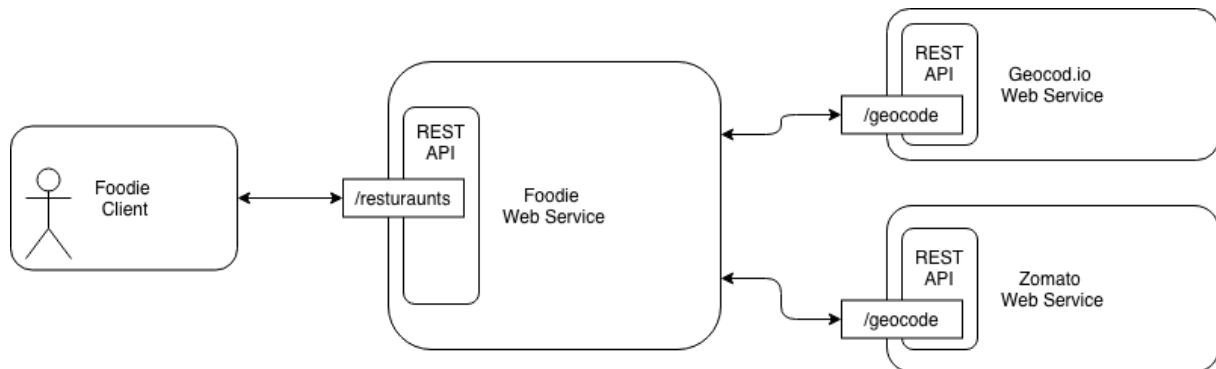 Foodie
Client
/resturaunts
REST
API
Foodie
Web Service
/geocode
REST
API
Geocod.io
Web Service
/geocode
REST
API
Zomato
Web Service